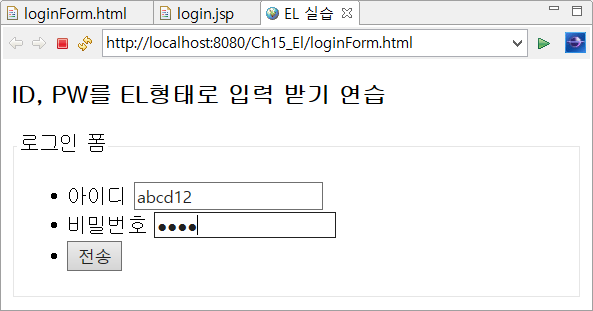 loginForm.html login.jsp EL 실습
http://localhost:8080/Ch15_El/loginForm.html
ID, PW를 EL형태로 입력 받기 연습
로그인 폼
아이디 abcd12
비밀번호 ●●●●
전송